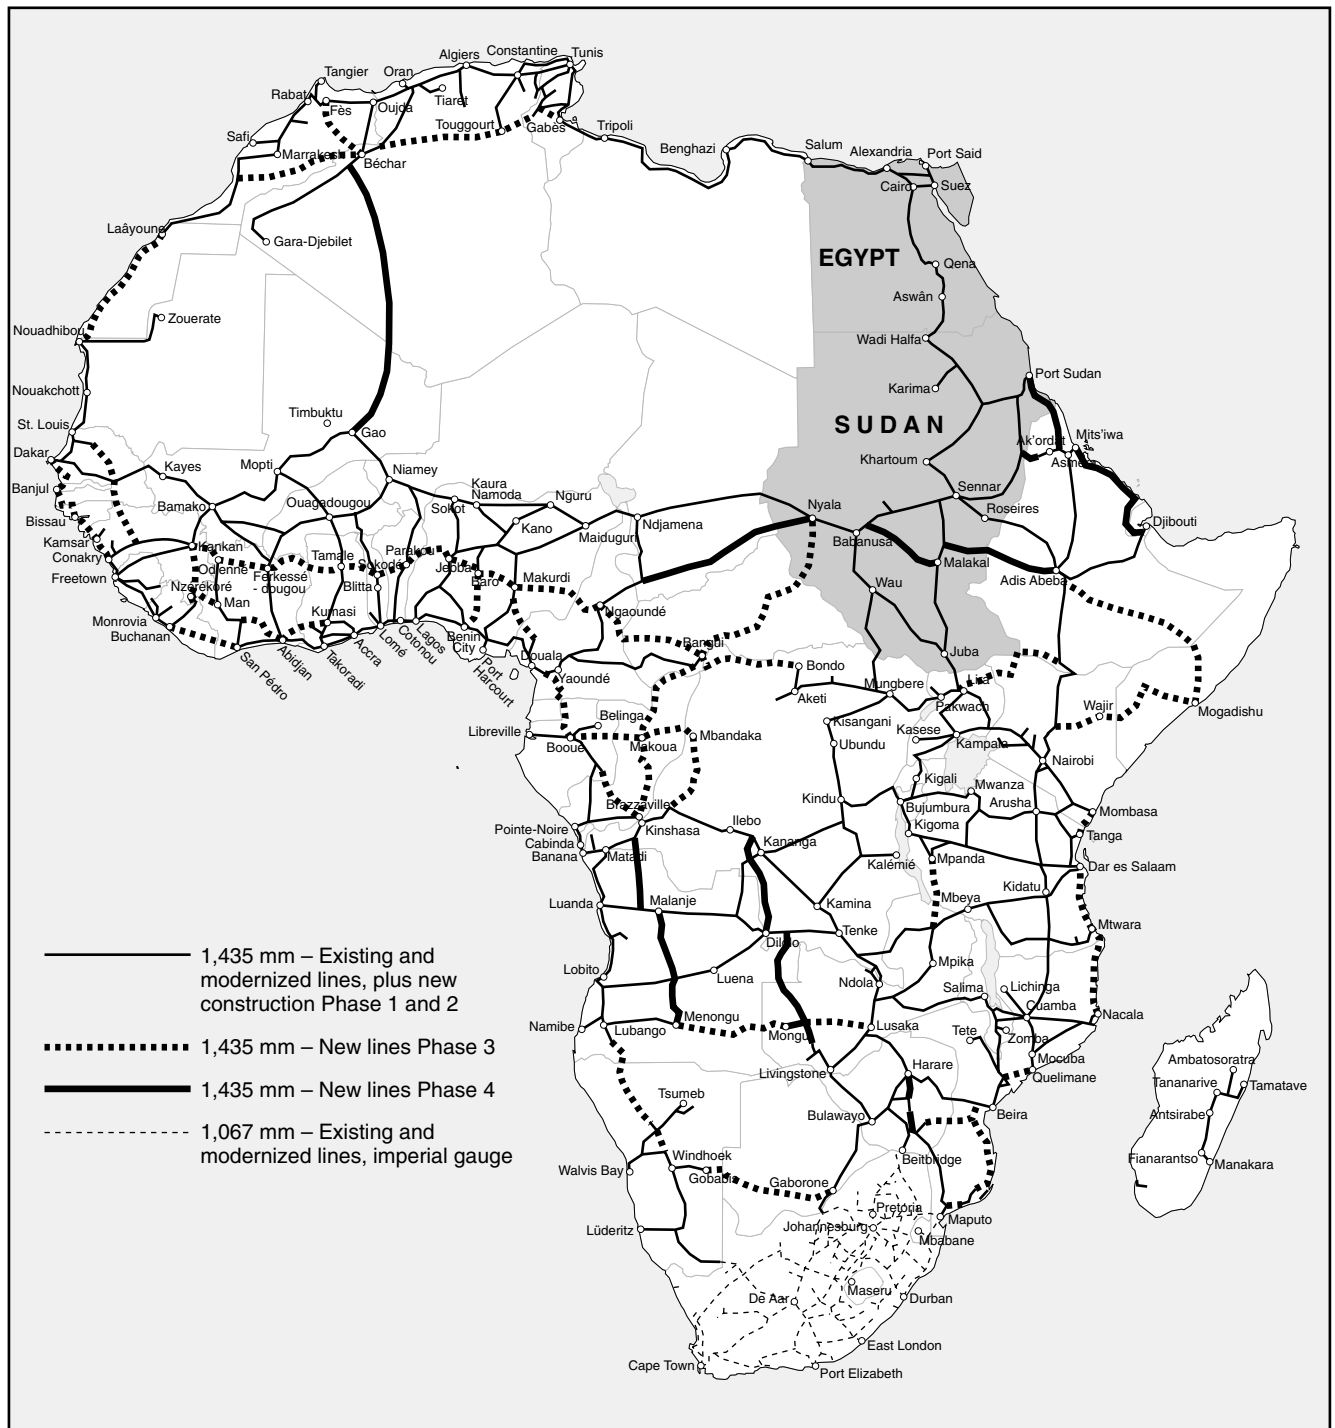 Algiers
Constantine
Tunis
Tangier
Oran
Rabat
Fès
Oujda
Tiaret
Safi
Touggourt
Gabès
Tripoli
Marrakesh
Béchar
Benghazi
Salum
Alexandria
Port Said
Cairo
Suez
Laâyoune
Gara-Djebilet
EGYPT
Qena
Aswân
Zouerate
Nouadhibou
Wadi Halfa
Nouakchott
Karima
Port Sudan
Timbuktu
St. Louis
Gao
SUDAN
Dakar
Kayes
Mopti
Niamey
Khartoum
Ak'ordat
Mits'iwa
Banjul
Bamako
Ouagadougou
Kaura
Namoda
Nguru
Sokot
Sennar
Bissau
Kano
Ndjamena
Nyala
Roseires
Djibouti
Kamsar
Conakry
Kankan
Tamale
Parakou
Maiduguri
Babanusa
Freetown
Odienne
Ferkessé
- dougou
Sokodé
Jebba
Baro
Makurdi
Malakal
Adis Abeba
Nzérékoré
Man
Blitta
Wau
Monrovia
Buchanan
Kumasi
Ngaoundé
San Pédro
Abidjan
Takoradi
Accra
Lomé
Cotonou
Lagos
Benin
City
Port
Harcourt
Douala
Yaoundé
Bangui
Juba
Bondo
Aketi
Mungbere
Lira
Pakwach
Wajir
Mogadishu
Libreville
Belinga
Booue
Makoua
Mbandaka
Kisangani
Ubundu
Kasese
Kampala
Nairobi
Kigali
Mwanza
Brazzaville
Kindu
Bujumbura
Arusha
Mombasa
Pointe-Noire
Kinshasa
Ilebo
Kigoma
Tanga
Cabinda
Banana
Matadi
Kananga
Kalémié
Mpanda
Dar es Salaam
Luanda
Malanje
Kamina
Mbeya
Kidatu
Mtwara
Dilolo
Tenke
1,435 mm – Existing and
modernized lines, plus new
construction Phase 1 and 2
Lobito
Luena
Ndola
Mpika
Salima
Lichinga
Namibe
Lubango
Menongu
Mongu
Lusaka
Cuamba
Nacala
1,435 mm – New lines Phase 3
Tete
Zomba
Mocuba
Quelimane
Ambatosoratra
Tananarive
Tamatave
1,435 mm – New lines Phase 4
Livingstone
Harare
Tsumeb
Bulawayo
Beira
Antsirabe
1,067 mm – Existing and
modernized lines, imperial gauge
Walvis Bay
Windhoek
Gobabis
Gaborone
Beitbridge
Fianarantso
Manakara
Lüderitz
Pretoria
Johannesburg
Maputo
Mbabane
De Aar
Maseru
Durban
East London
Cape Town
Port Elizabeth